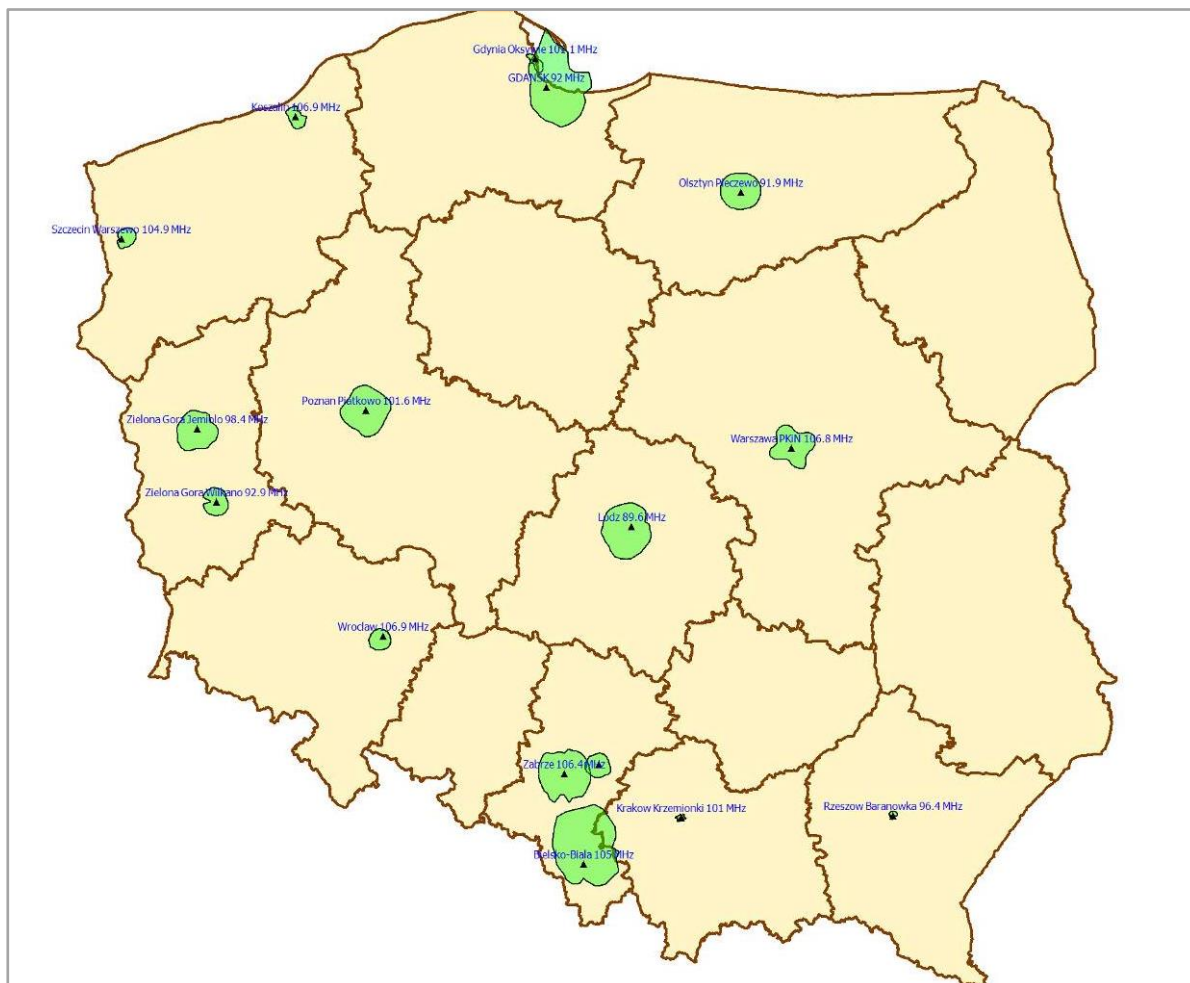 Gdynia Oksywie 101.1 MHz
GDAŃSK 92 MHz
Koszalin 106.9 MHz
Olsztyn Pieczewo 91.9 MHz
Szczecin Warszewo 104.9 MHz
Poznan Piatkowo 101.6 MHz
Zielona Gora Jemiolo 98.4 MHz
Warszawa PKIN 106.8 MHz
Zielona Gora Wilkano 92.9 MHz
Lodz 89.6 MHz
Wroclaw 106.9 MHz
Zabrze 106.4 MHz
Krakow Krzemionki 101 MHz
Rzeszow Baranowka 96.4 MHz
Bielsko-Biala 105 MHz